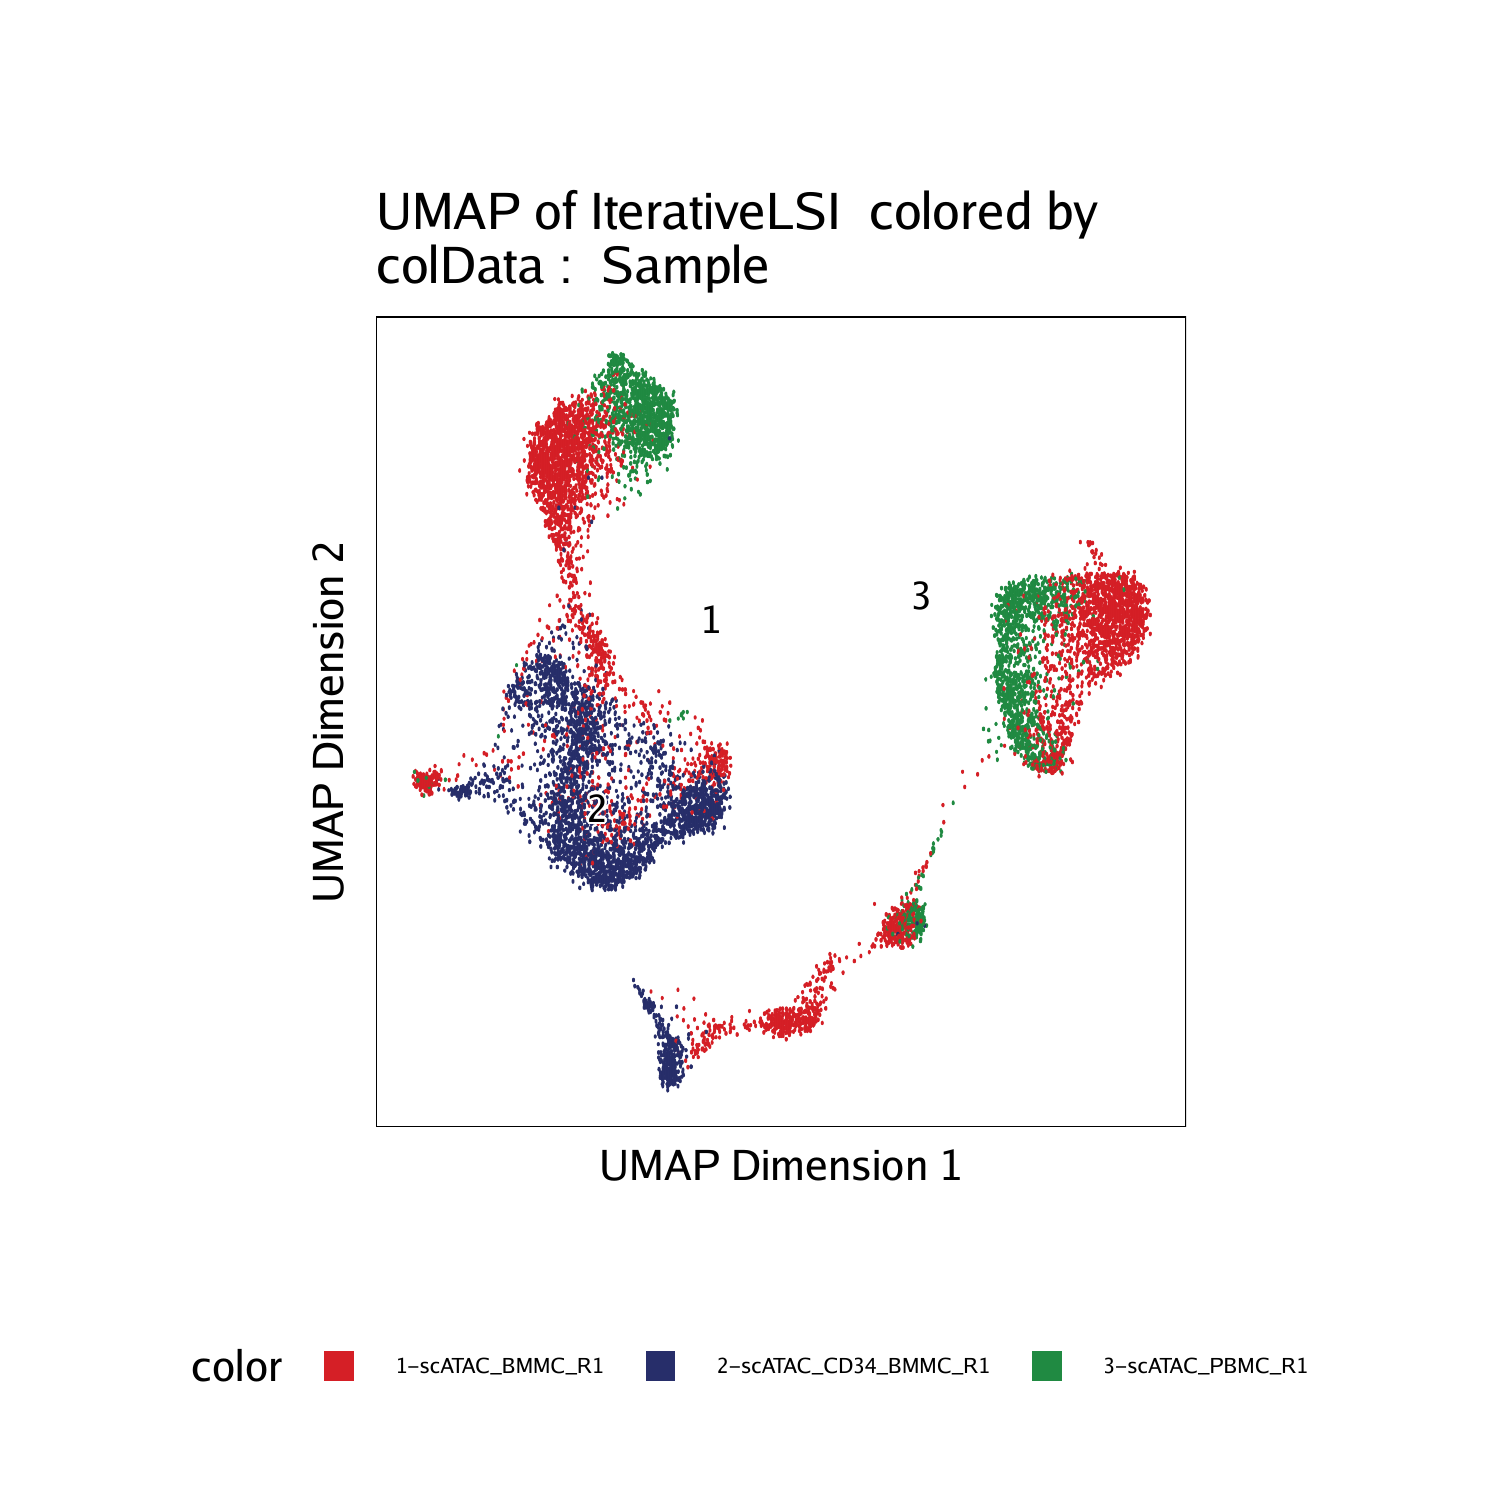 UMAP of IterativeLSI  colored by
colData :  Sample
1
3
2
UMAP Dimension 2
UMAP Dimension 1
color
1-scATAC_BMMC_R1
2-scATAC_CD34_BMMC_R1
3-scATAC_PBMC_R1